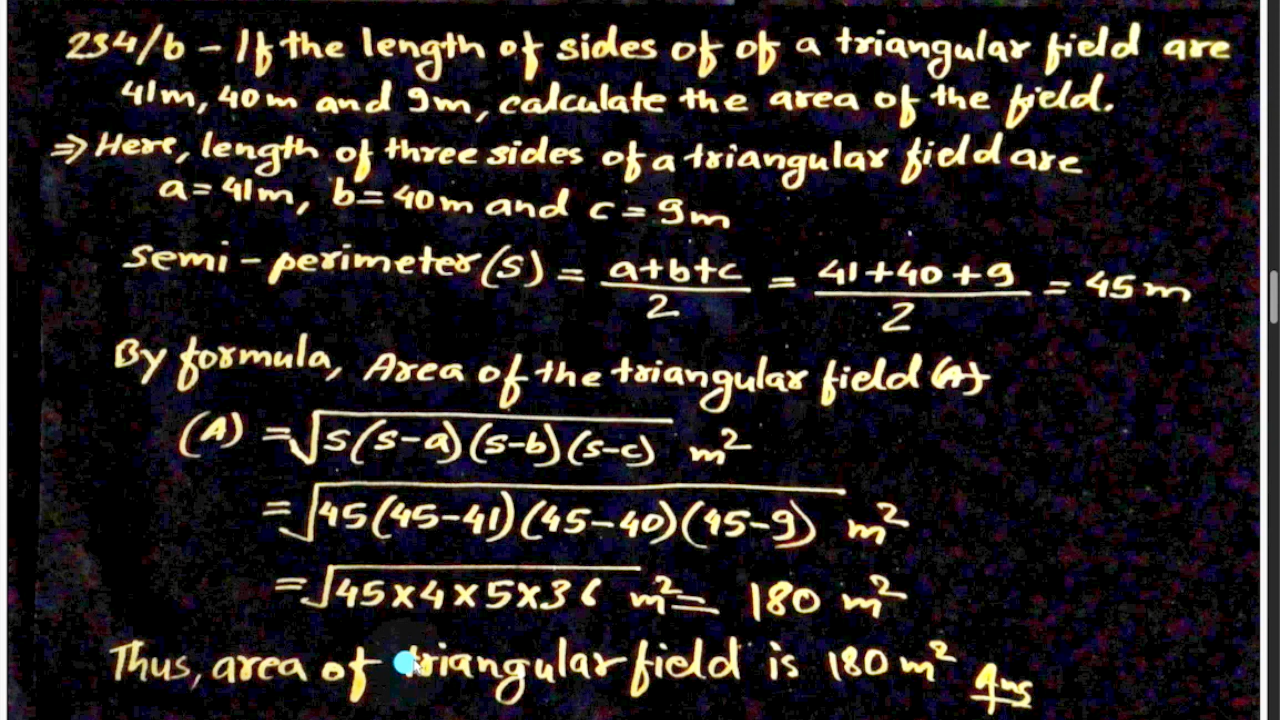 234/b - If the length of sides of of a triangular field are
41m, 40m and 9m, calculate the area of the field.
⇒ Here, length of three sides of a triangular field are
a = 41m, b = 40m and c = 9m
Semi-perimeter (s) = a+b+c/2 = 41+40+9/2 = 45m
By formula, Area of the triangular field (A)
(A) = √s(s-a)(s-b)(s-c) m²
= √45(45-41)(45-40)(45-9) m²
= √45×4×5×36 m² = 180 m²
Thus, area of triangular field is 180 m² Ans